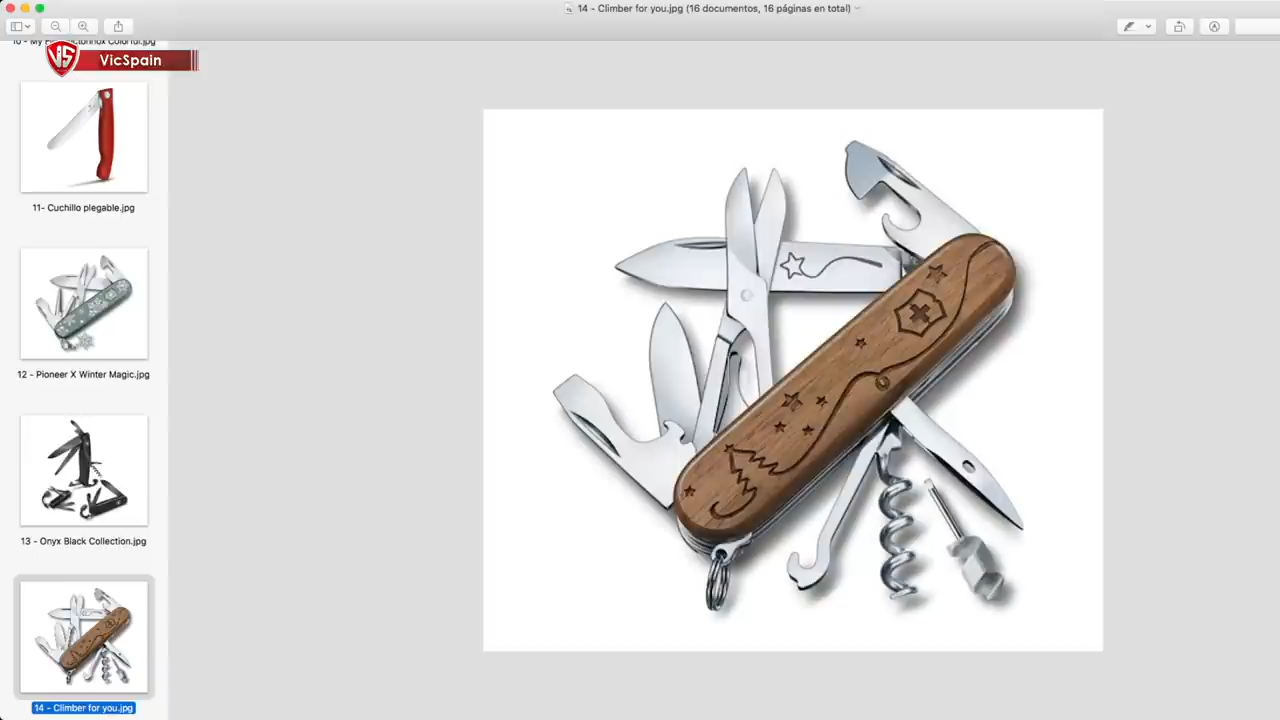 14 - Climber for you.jpg (16 documentos, 16 páginas en total)
VS
VicSpain
11- Cuchillo plegable.jpg
12 - Pioneer X Winter Magic.jpg
13 - Onyx Black Collection.jpg
14 - Climber for you.jpg